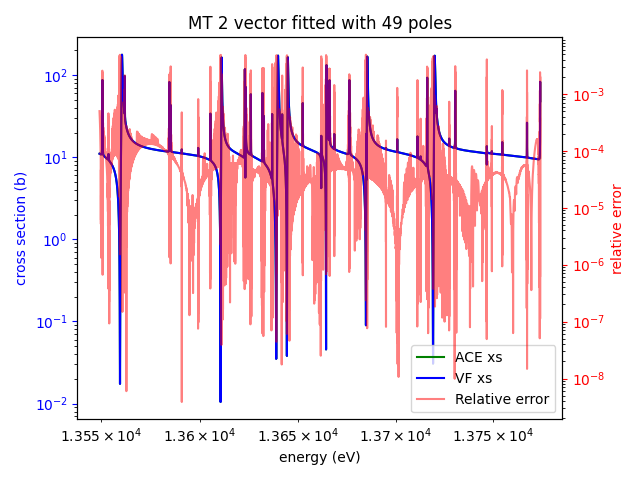 MT 2 vector fitted with 49 poles
10²
10¹
10⁰
10⁻¹
10⁻²
cross section (b)
10⁻³
10⁻⁴
10⁻⁵
10⁻⁶
10⁻⁷
10⁻⁸
relative error
ACE xs
VF xs
Relative error
1.355 × 10⁴ 1.36 × 10⁴ 1.365 × 10⁴ 1.37 × 10⁴ 1.375 × 10⁴
energy (eV)